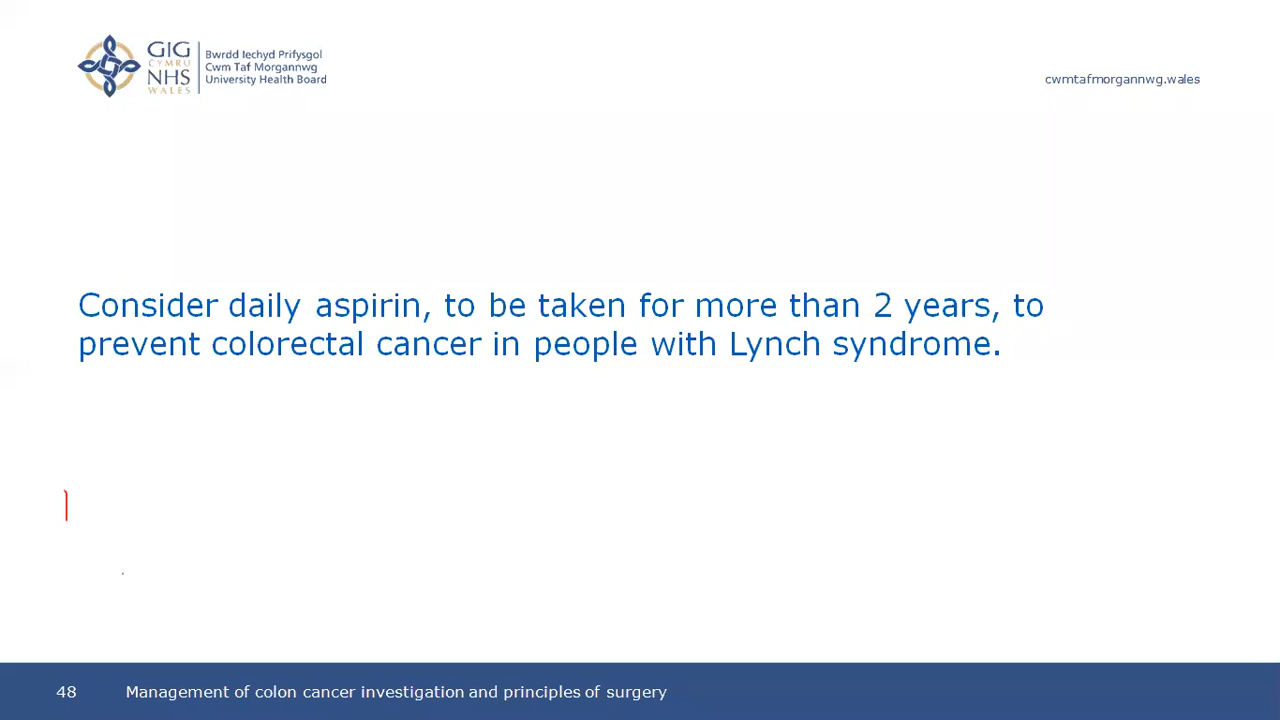 GIG
CYMRU
NHS
WALES
Bwrdd Iechyd Prifysgol
Cwm Taf Morgannwg
University Health Board
cwmtafmorgannwg.wales
Consider daily aspirin, to be taken for more than 2 years, to
prevent colorectal cancer in people with Lynch syndrome.
48 Management of colon cancer investigation and principles of surgery